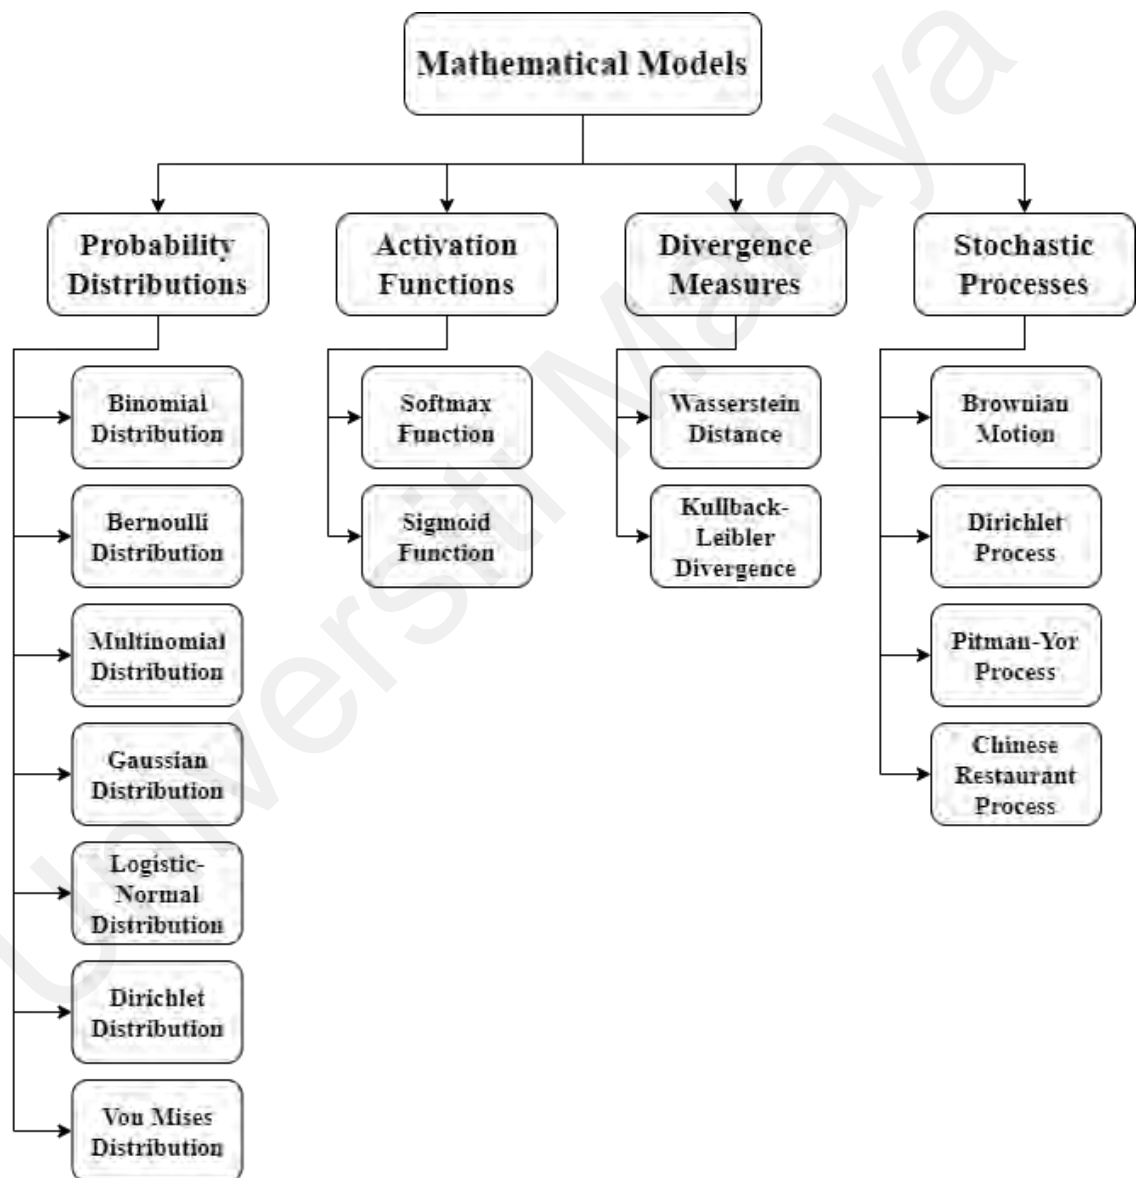 Mathematical Models
Probability
Distributions
Activation
Functions
Divergence
Measures
Stochastic
Processes
Binomial
Distribution
Bernoulli
Distribution
Multinomial
Distribution
Gaussian
Distribution
Logistic-
Normal
Distribution
Dirichlet
Distribution
Von Mises
Distribution
Softmax
Function
Sigmoid
Function
Wasserstein
Distance
Kullback-
Leibler
Divergence
Brownian
Motion
Dirichlet
Process
Pitman-Yor
Process
Chinese
Restaurant
Process
Universiti Malaya